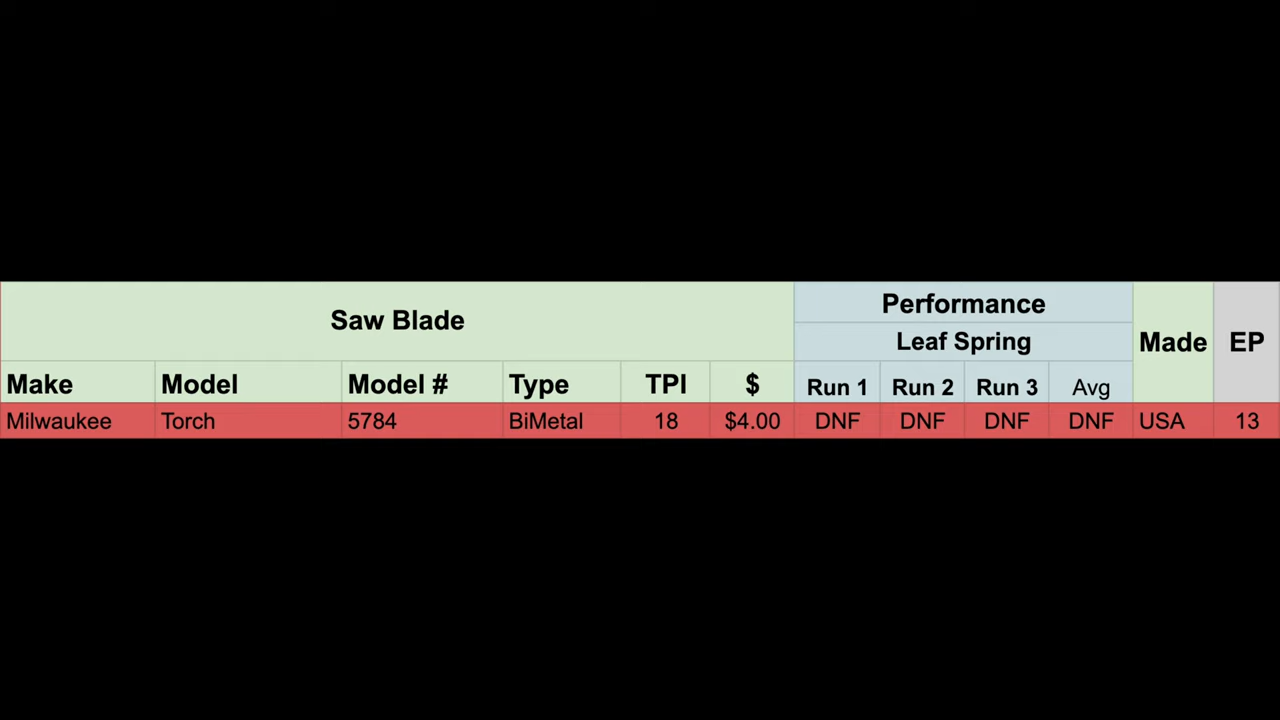 Saw Blade Performance Made EP
Leaf Spring
Make Model Model # Type TPI $ Run 1 Run 2 Run 3 Avg
Milwaukee Torch 5784 BiMetal 18 $4.00 DNF DNF DNF DNF USA 13